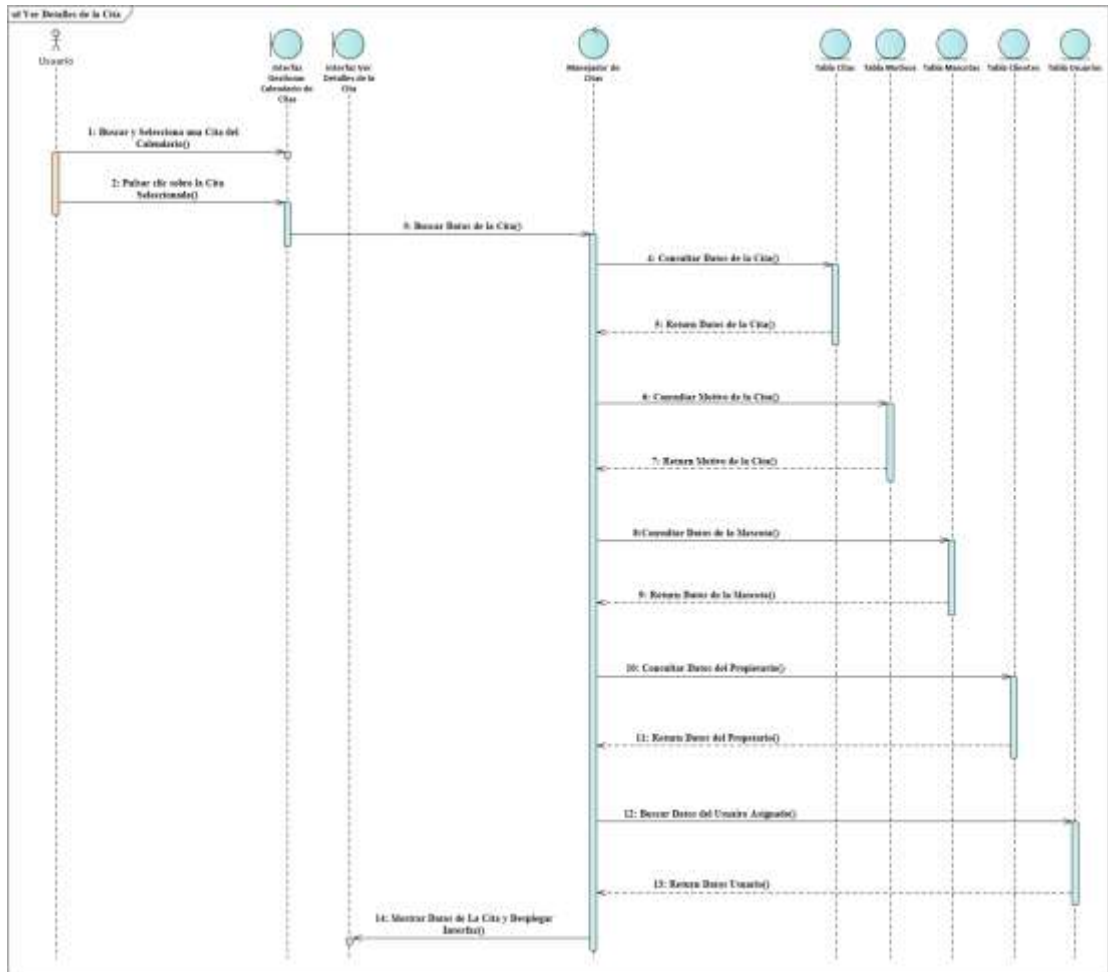 sd Ver Detalles de la Cita
Usuario
Interfaz
Gestionar
Calendario de
Citas
Interfaz Ver
Detalles de la
Cita
Manejador de
Citas
Tabla Citas
Tabla Motivos
Tabla Mascotas
Tabla Clientes
Tabla Usuarios
1: Buscar y Selecciona una Cita del
Calendario()
2: Pulsar clic sobre la Cita
Seleccionada()
3: Buscar Datos de la Cita()
4: Consultar Datos de la Cita()
5: Return Datos de la Cita()
6: Consultar Motivo de la Cita()
7: Return Motivo de la Cita()
8:Consultar Datos de la Mascota()
9: Return Datos de la Mascota()
10: Consultar Datos del Propietario()
11: Return Datos del Propetario()
12: Buscar Datos del Usuairo Asignado()
13: Return Datos Usuario()
14: Mostrar Datos de La Cita y Desplegar
Interfaz()